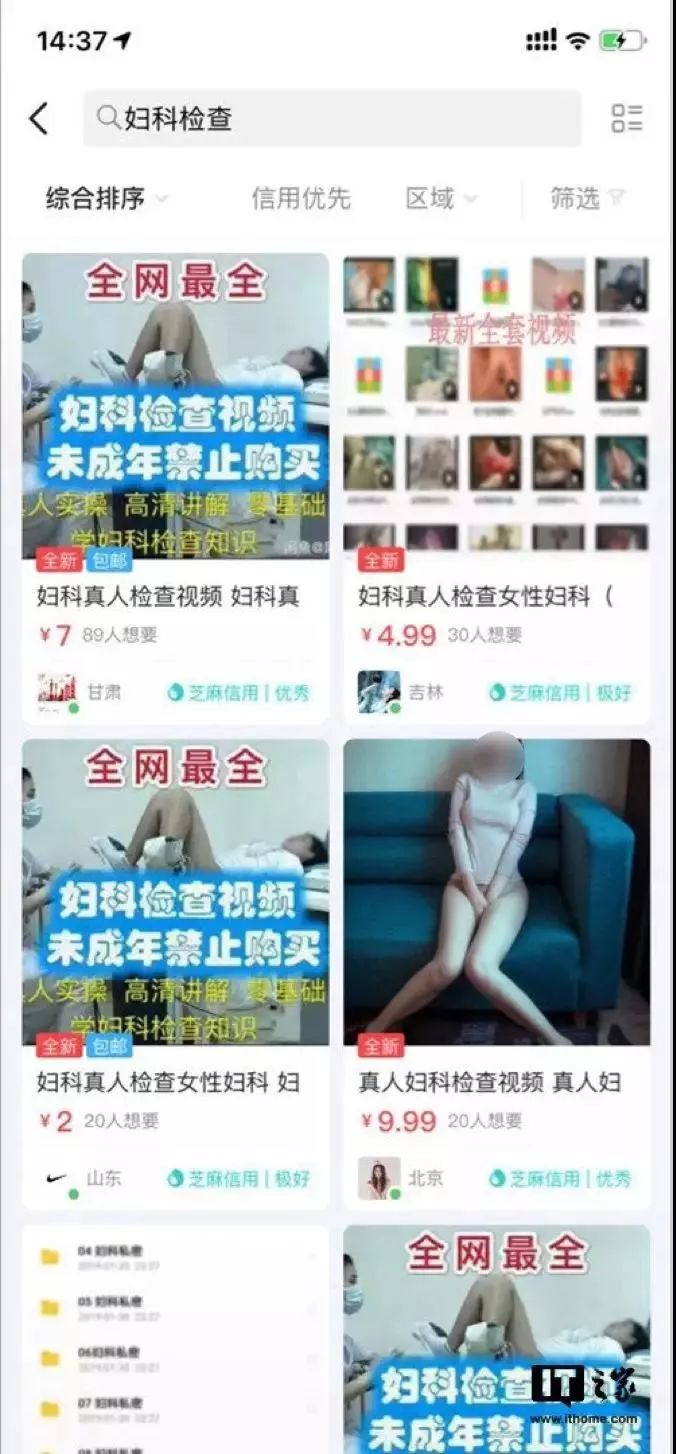 14:37
妇科检查
综合排序
信用优先
区域
筛选
全网最全
妇科检查视频
未成年禁止购买
人实操 高清讲解 零基础
学妇科检查知识
全新 包邮
妇科真人检查视频 妇科真
¥7 89人想要
甘肃
芝麻信用 | 优秀
最新全套视频
全新
妇科真人检查女性妇科（
¥4.99 30人想要
吉林
芝麻信用 | 极好
全网最全
妇科检查视频
未成年禁止购买
人实操 高清讲解 零基础
学妇科检查知识
全新 包邮
妇科真人检查女性妇科 妇
¥2 20人想要
山东
芝麻信用 | 极好
全新
真人妇科检查视频 真人妇
¥9.99 20人想要
北京
芝麻信用 | 优秀
04 妇科私密
05 妇科私密
06妇科私密
07 妇科私密
全网最全
妇科检查
未成年禁止购买
IT之家
www.ithome.com